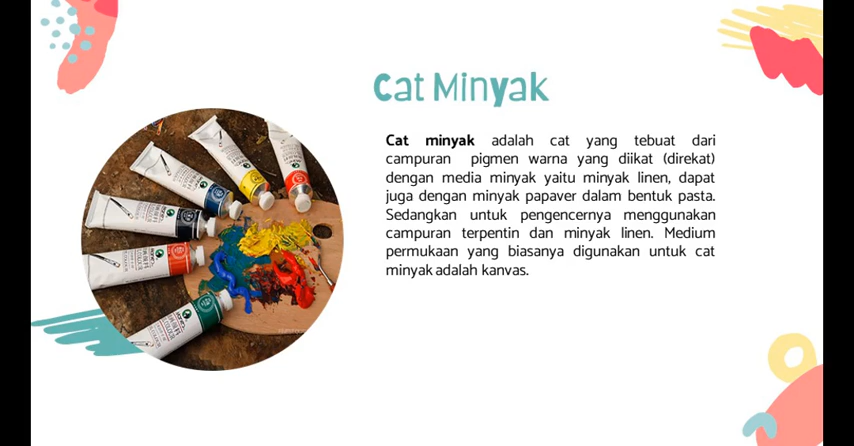 Cat Minyak
Cat minyak adalah cat yang tebuat dari
campuran pigmen warna yang diikat (direkat)
dengan media minyak yaitu minyak linen, dapat
juga dengan minyak papaver dalam bentuk pasta.
Sedangkan untuk pengencernya menggunakan
campuran terpentin dan minyak linen. Medium
permukaan yang biasanya digunakan untuk cat
minyak adalah kanvas.